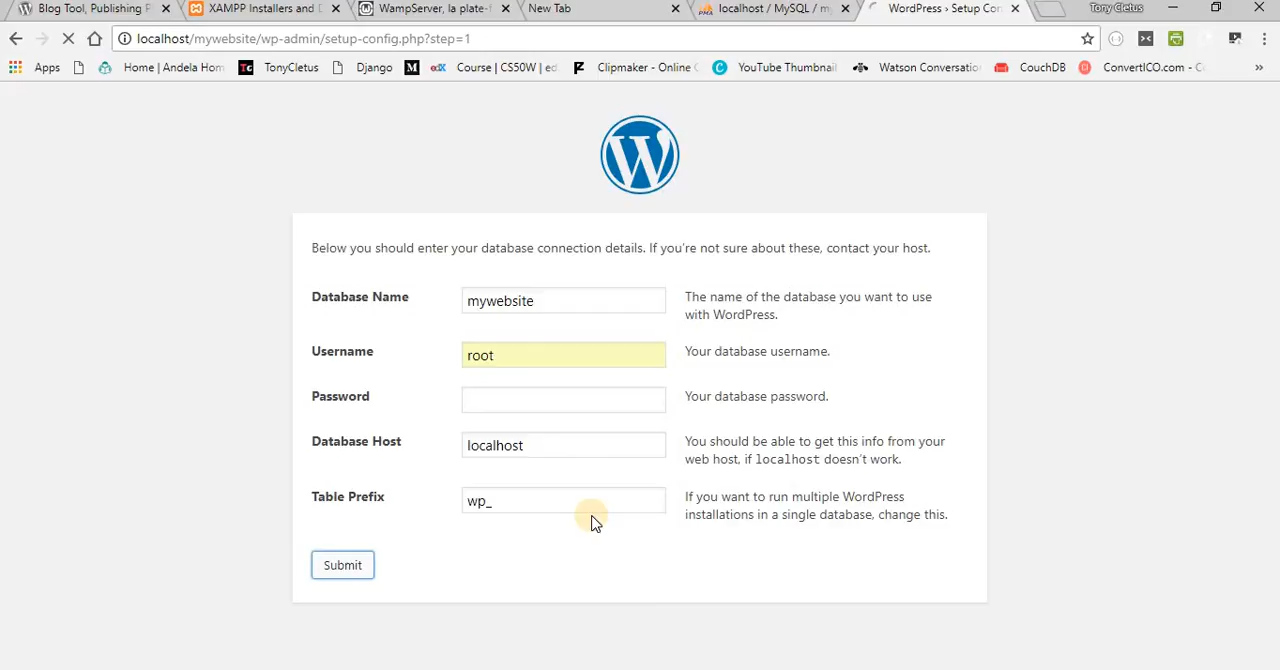 Blog Tool, Publishing P
XAMPP Installers and D
WampServer, la plate-f
New Tab
localhost / MySQL / my
WordPress › Setup Con
Tony Cletus
localhost/mywebsite/wp-admin/setup-config.php?step=1
Apps
Home | Andela Hom
Tc
TonyCletus
Django
M
edX
Course | CS50W | ed
F
Clipmaker - Online C
C
YouTube Thumbnail
Watson Conversatio
CouchDB
ConvertICO.com - C
»
W
Below you should enter your database connection details. If you're not sure about these, contact your host.
Database Name
mywebsite
The name of the database you want to use
with WordPress.
Username
root
Your database username.
Password
Your database password.
Database Host
localhost
You should be able to get this info from your
web host, if localhost doesn't work.
Table Prefix
wp_
If you want to run multiple WordPress
installations in a single database, change this.
Submit